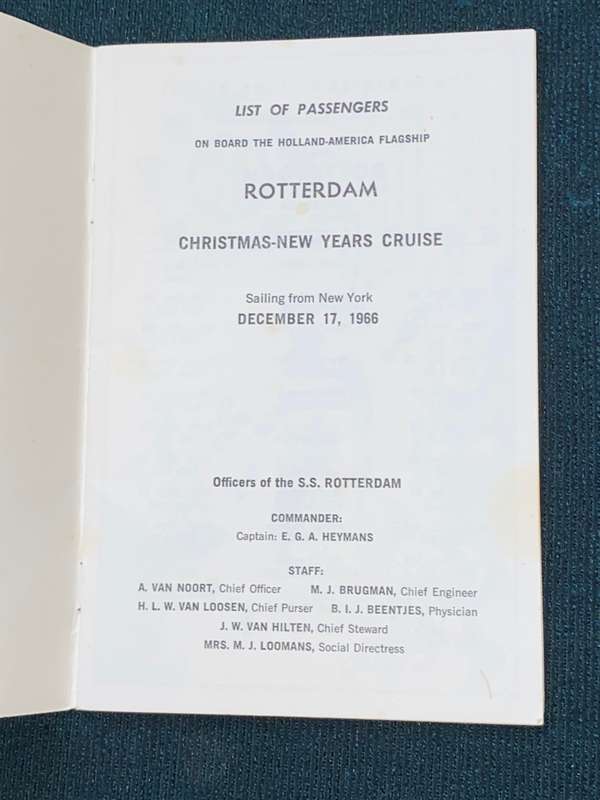 LIST OF PASSENGERS
ON BOARD THE HOLLAND-AMERICA FLAGSHIP
ROTTERDAM
CHRISTMAS-NEW YEARS CRUISE
Sailing from New York
DECEMBER 17, 1966
Officers of the S.S. ROTTERDAM
COMMANDER:
Captain: E. G. A. HEYMANS
STAFF:
A. VAN NOORT, Chief Officer M. J. BRUGMAN, Chief Engineer
H. L. W. VAN LOOSEN, Chief Purser B. I. J. BEENTJES, Physician
J. W. VAN HILTEN, Chief Steward
MRS. M. J. LOOMANS, Social Directress